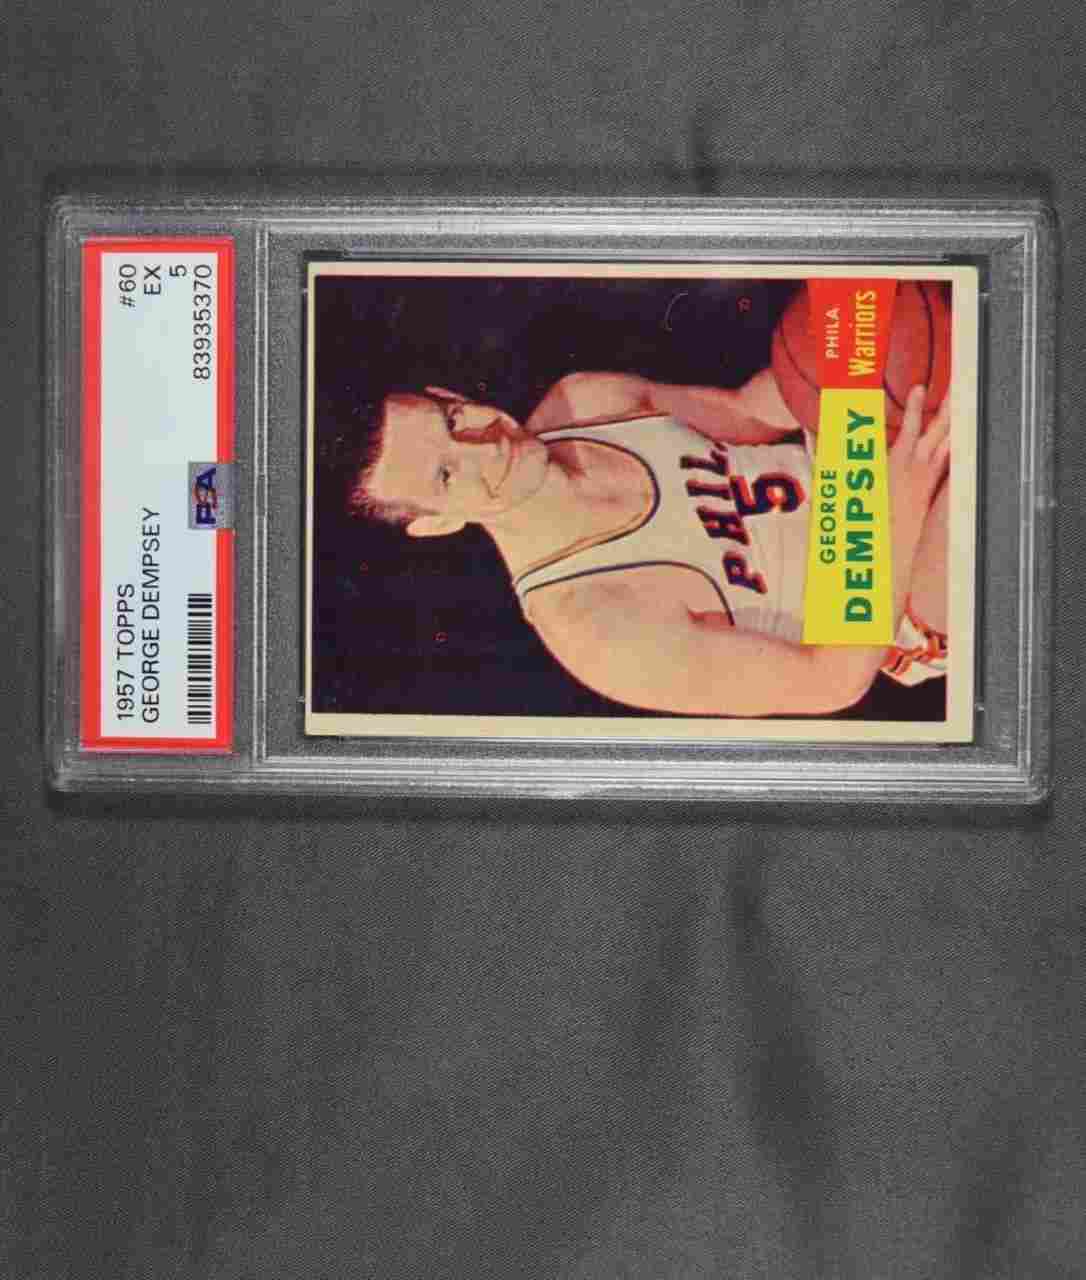 1957 TOPPS #60
GEORGE DEMPSEY EX
5
PSA 83935370
PHIL.
5
GEORGE PHILA.
DEMPSEY Warriors